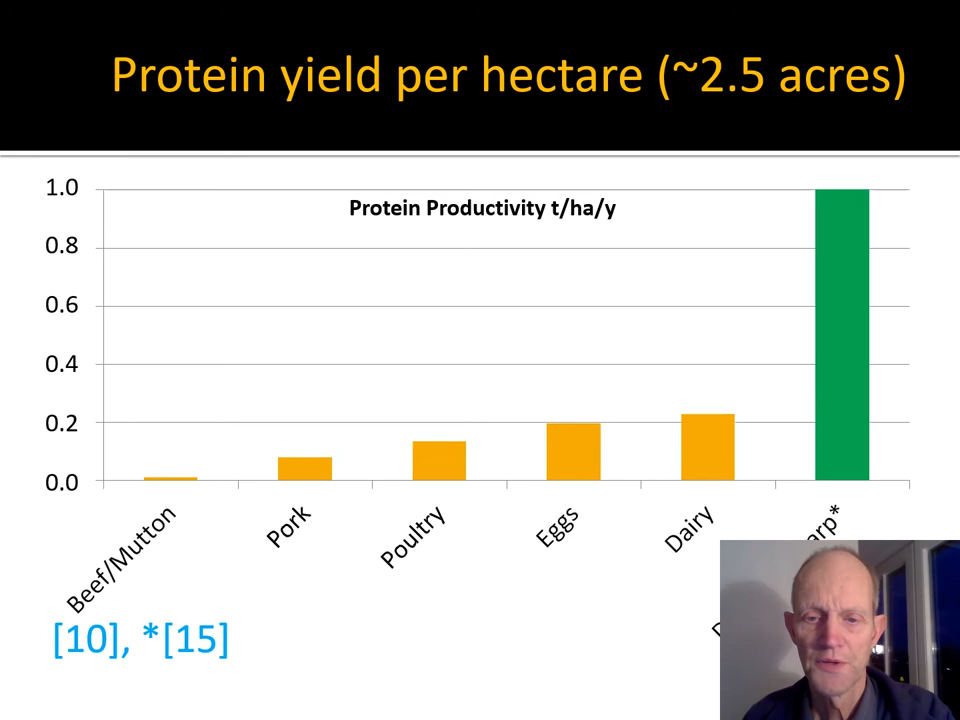 Protein yield per hectare (~2.5 acres)
Protein Productivity t/ha/y
1.0
0.8
0.6
0.4
0.2
0.0
Beef/Mutton
Pork
Poultry
Eggs
Dairy
arp*
[10], *[15]